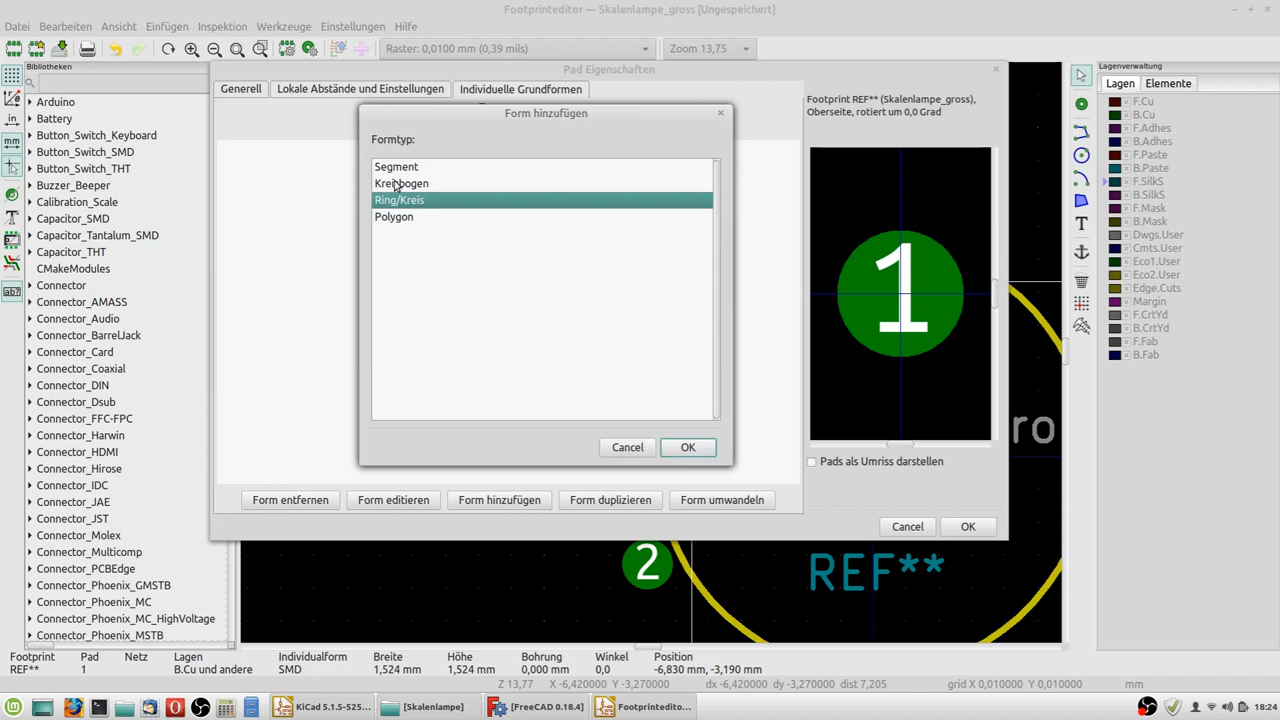 Footprinteditor — Skalenlampe_gross [Ungespeichert]
Datei Bearbeiten Ansicht Einfügen Inspektion Werkzeuge Einstellungen Hilfe
Raster: 0,0100 mm (0,39 mils) Zoom 13,75
Bibliotheken
Arduino
Battery
Button_Switch_Keyboard
Button_Switch_SMD
Button_Switch_THT
Buzzer_Beeper
Calibration_Scale
Capacitor_SMD
Capacitor_Tantalum_SMD
Capacitor_THT
CMakeModules
Connector
Connector_AMASS
Connector_Audio
Connector_BarrelJack
Connector_Card
Connector_Coaxial
Connector_DIN
Connector_Dsub
Connector_FFC-FPC
Connector_Harwin
Connector_HDMI
Connector_Hirose
Connector_IDC
Connector_JAE
Connector_JST
Connector_Molex
Connector_Multicomp
Connector_PCBEdge
Connector_Phoenix_GMSTB
Connector_Phoenix_MC
Connector_Phoenix_MC_HighVoltage
Connector_Phoenix_MSTB
Pad Eigenschaften
Generell Lokale Abstände und Einstellungen Individuelle Grundformen
Form hinzufügen
Formtyp:
Segment
Kreisbogen
Ring/Kreis
Polygon
Cancel OK
Form entfernen Form editieren Form hinzufügen Form duplizieren Form umwandeln
Footprint REF** (Skalenlampe_gross),
Oberseite, rotiert um 0,0 Grad
1
Pads als Umriss darstellen
Cancel OK
ro
2
REF**
Lagenverwaltung
Lagen Elemente
F.Cu
B.Cu
F.Adhes
B.Adhes
F.Paste
B.Paste
F.SilkS
B.SilkS
F.Mask
B.Mask
Dwgs.User
Cmts.User
Eco1.User
Eco2.User
Edge.Cuts
Margin
F.CrtYd
B.CrtYd
F.Fab
B.Fab
Footprint Pad Netz Lagen Individualform Breite Höhe Bohrung Winkel Position
REF** 1 B.Cu und andere SMD 1,524 mm 1,524 mm 0,000 mm 0,0 -6,830 mm, -3,190 mm
Z 13,77 X -6,420000 Y -3,270000 dx -6,420000 dy -3,270000 dist 7,205 grid X 0,010000 Y 0,010000 mm
KiCad 5.1.5-525... [Skalenlampe] [FreeCAD 0.18.4] Footprinteditor... 18:24